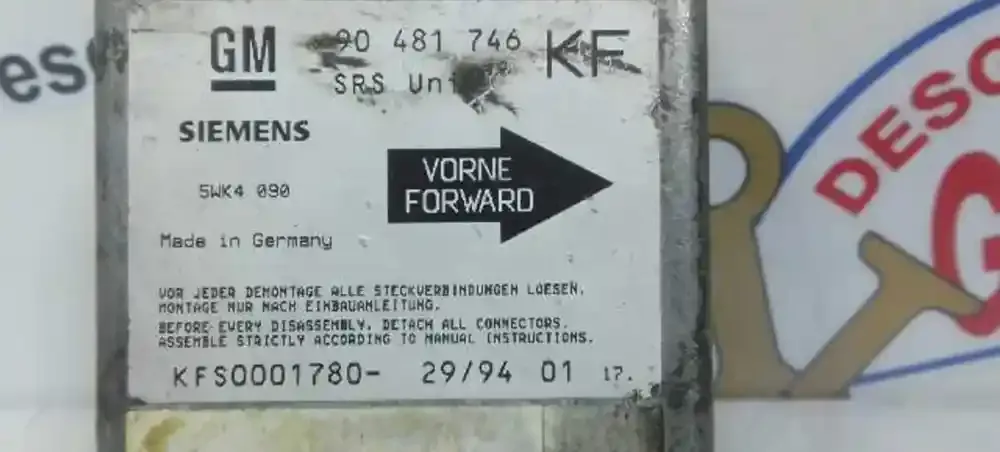 GM 90 481 746 KF
SRS Unit
SIEMENS
5WK4 090
VORNE
FORWARD
Made in Germany
VOR JEDER DEMONTAGE ALLE STECKVERBINDUNGEN LOESEN.
MONTAGE NUR NACH EINBAUANLEITUNG.
BEFORE EVERY DISASSEMBLY, DETACH ALL CONNECTORS.
ASSEMBLE STRICTLY ACCORDING TO MANUAL INSTRUCTIONS.
KFS0001780- 29/94 01 17.
es
DESG
G